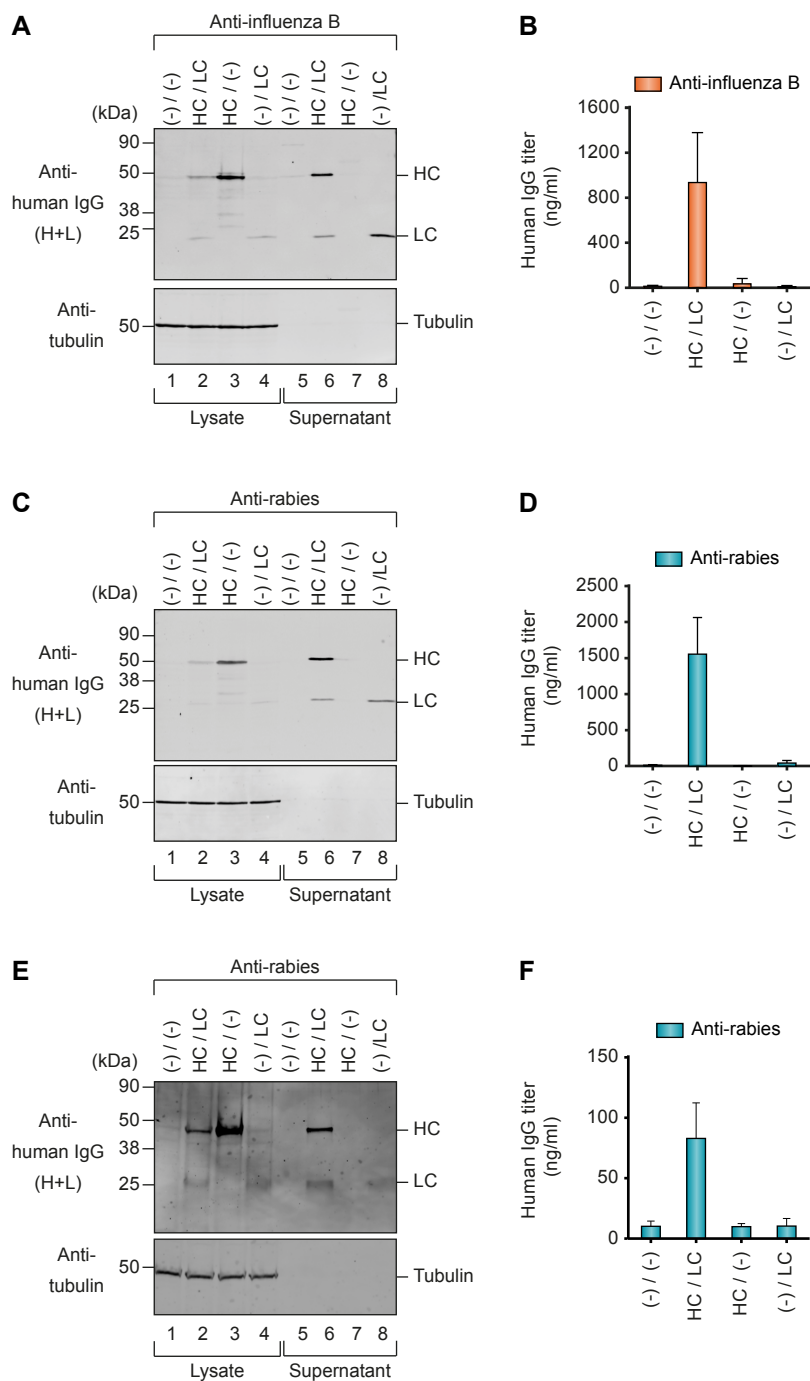 A
Anti-influenza B
(-) / (-)
HC / LC
HC / (-)
(-) / LC
(-) / (-)
HC / LC
HC / (-)
(-) /LC
(kDa)
90
50
38
25
Anti-
human IgG
(H+L)
HC
LC
Anti-
tubulin
50
Tubulin
1 2 3 4 5 6 7 8
Lysate Supernatant
B
Anti-influenza B
Human IgG titer
(ng/ml)
1600
1200
800
400
0
(-) / (-)
HC / LC
HC / (-)
(-) / LC
C
Anti-rabies
(-) / (-)
HC / LC
HC / (-)
(-) / LC
(-) / (-)
HC / LC
HC / (-)
(-) /LC
(kDa)
90
50
38
25
Anti-
human IgG
(H+L)
HC
LC
Anti-
tubulin
50
Tubulin
1 2 3 4 5 6 7 8
Lysate Supernatant
D
Anti-rabies
Human IgG titer
(ng/ml)
2500
2000
1500
1000
500
0
(-) / (-)
HC / LC
HC / (-)
(-) / LC
E
Anti-rabies
(-) / (-)
HC / LC
HC / (-)
(-) / LC
(-) / (-)
HC / LC
HC / (-)
(-) /LC
(kDa)
90
50
38
25
Anti-
human IgG
(H+L)
HC
LC
Anti-
tubulin
50
Tubulin
1 2 3 4 5 6 7 8
Lysate Supernatant
F
Anti-rabies
Human IgG titer
(ng/ml)
150
100
50
0
(-) / (-)
HC / LC
HC / (-)
(-) / LC